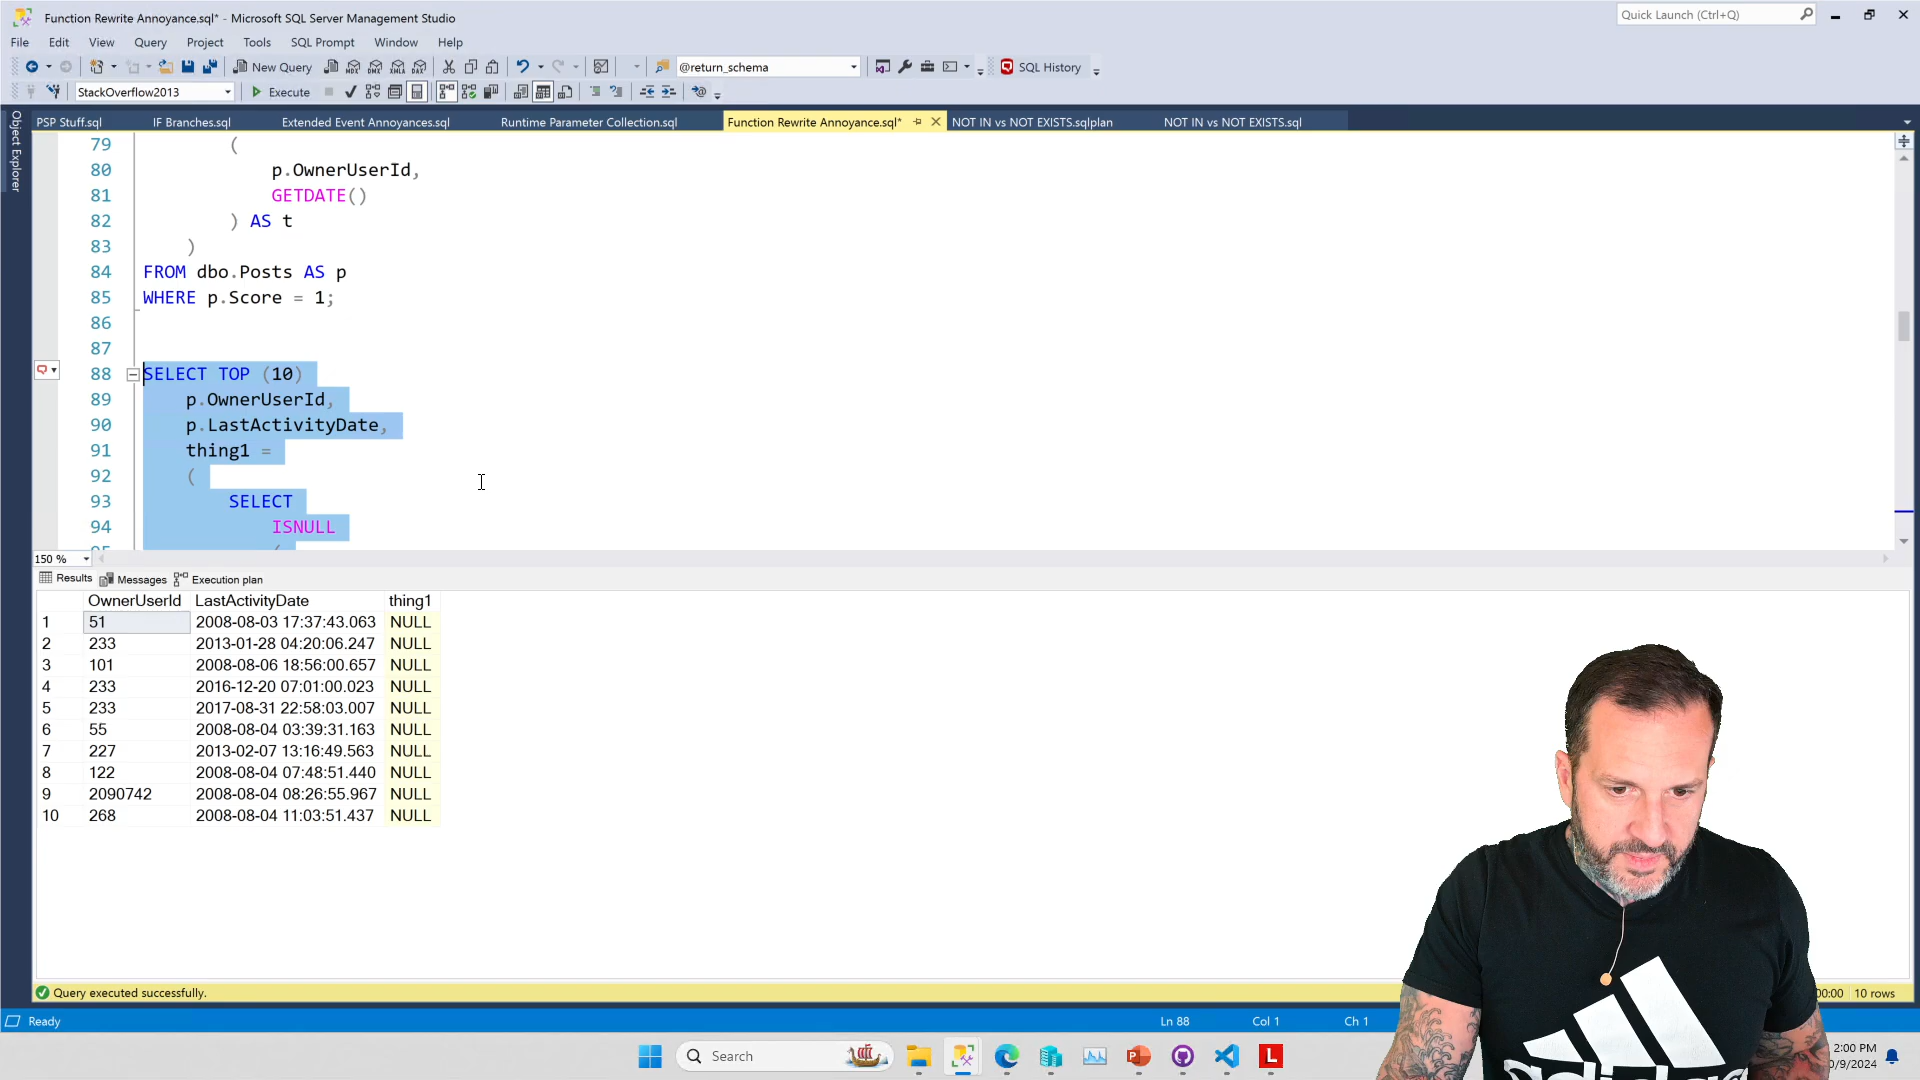 Function Rewrite Annoyance.sql* - Microsoft SQL Server Management Studio
Quick Launch (Ctrl+Q)
File Edit View Query Project Tools SQL Prompt Window Help
New Query @return_schema SQL History
StackOverflow2013 Execute
PSP Stuff.sql IF Branches.sql Extended Event Annoyances.sql Runtime Parameter Collection.sql Function Rewrite Annoyance.sql* NOT IN vs NOT EXISTS.sqlplan NOT IN vs NOT EXISTS.sql
Object Explorer
79 (
80 p.OwnerUserId,
81 GETDATE()
82 ) AS t
83 )
84 FROM dbo.Posts AS p
85 WHERE p.Score = 1;
86
87
88 SELECT TOP (10)
89 p.OwnerUserId,
90 p.LastActivityDate,
91 thing1 =
92 (
93 SELECT
94 ISNULL
95 (
150 %
Results Messages Execution plan
OwnerUserId LastActivityDate thing1
1 51 2008-08-03 17:37:43.063 NULL
2 233 2013-01-28 04:20:06.247 NULL
3 101 2008-08-06 18:56:00.657 NULL
4 233 2016-12-20 07:01:00.023 NULL
5 233 2017-08-31 22:58:03.007 NULL
6 55 2008-08-04 03:39:31.163 NULL
7 227 2013-02-07 13:16:49.563 NULL
8 122 2008-08-04 07:48:51.440 NULL
9 2090742 2008-08-04 08:26:55.967 NULL
10 268 2008-08-04 11:03:51.437 NULL
Query executed successfully. 00:00 10 rows
Ready Ln 88 Col 1 Ch 1
Search
L
2:00 PM
0/9/2024
adidas